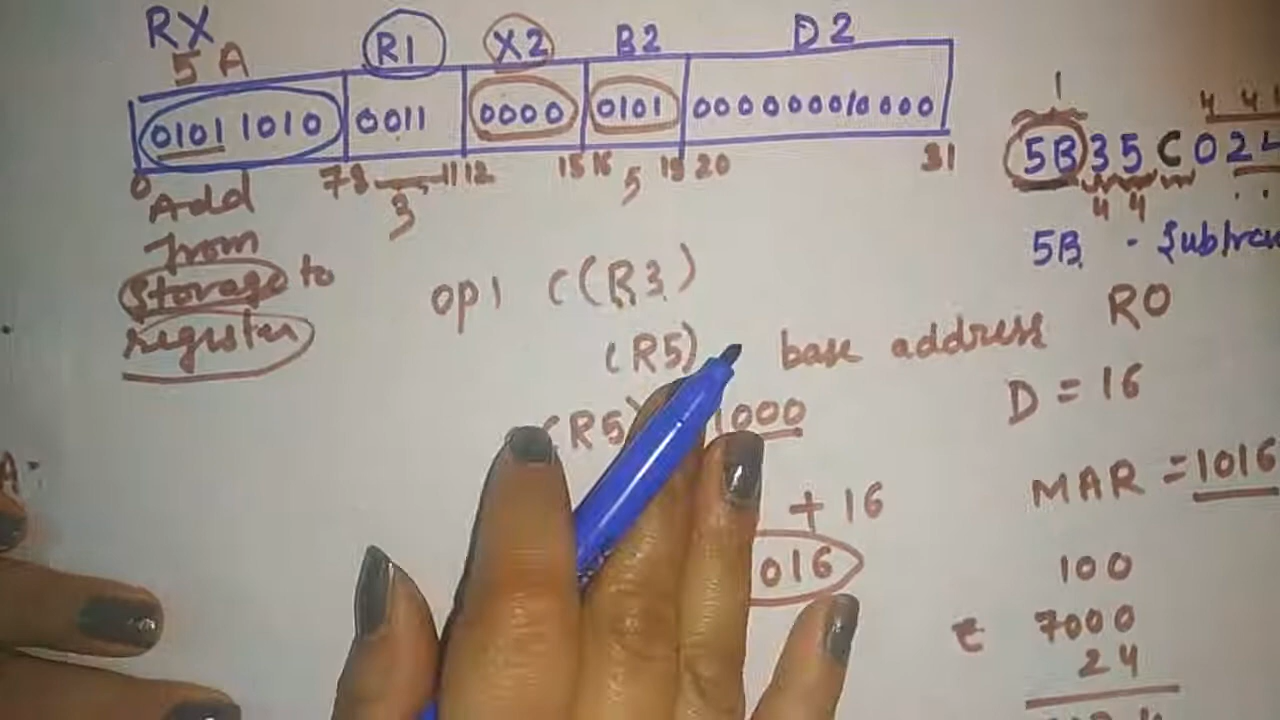 RX
5 A R1 X2 B2 D2
0101 1010 0011 0000 0101 000000010000
0 7 8 11 12 15 16 19 20 31
3 5
Add
from
storage to
register
op1 C(R3)
(R5) base address R0
(R5) 1000 D = 16
+ 16 MAR = 1016
016
100
7000
24
1
4 4
5B 3 5 C 0 2
4 4
5B -
A: